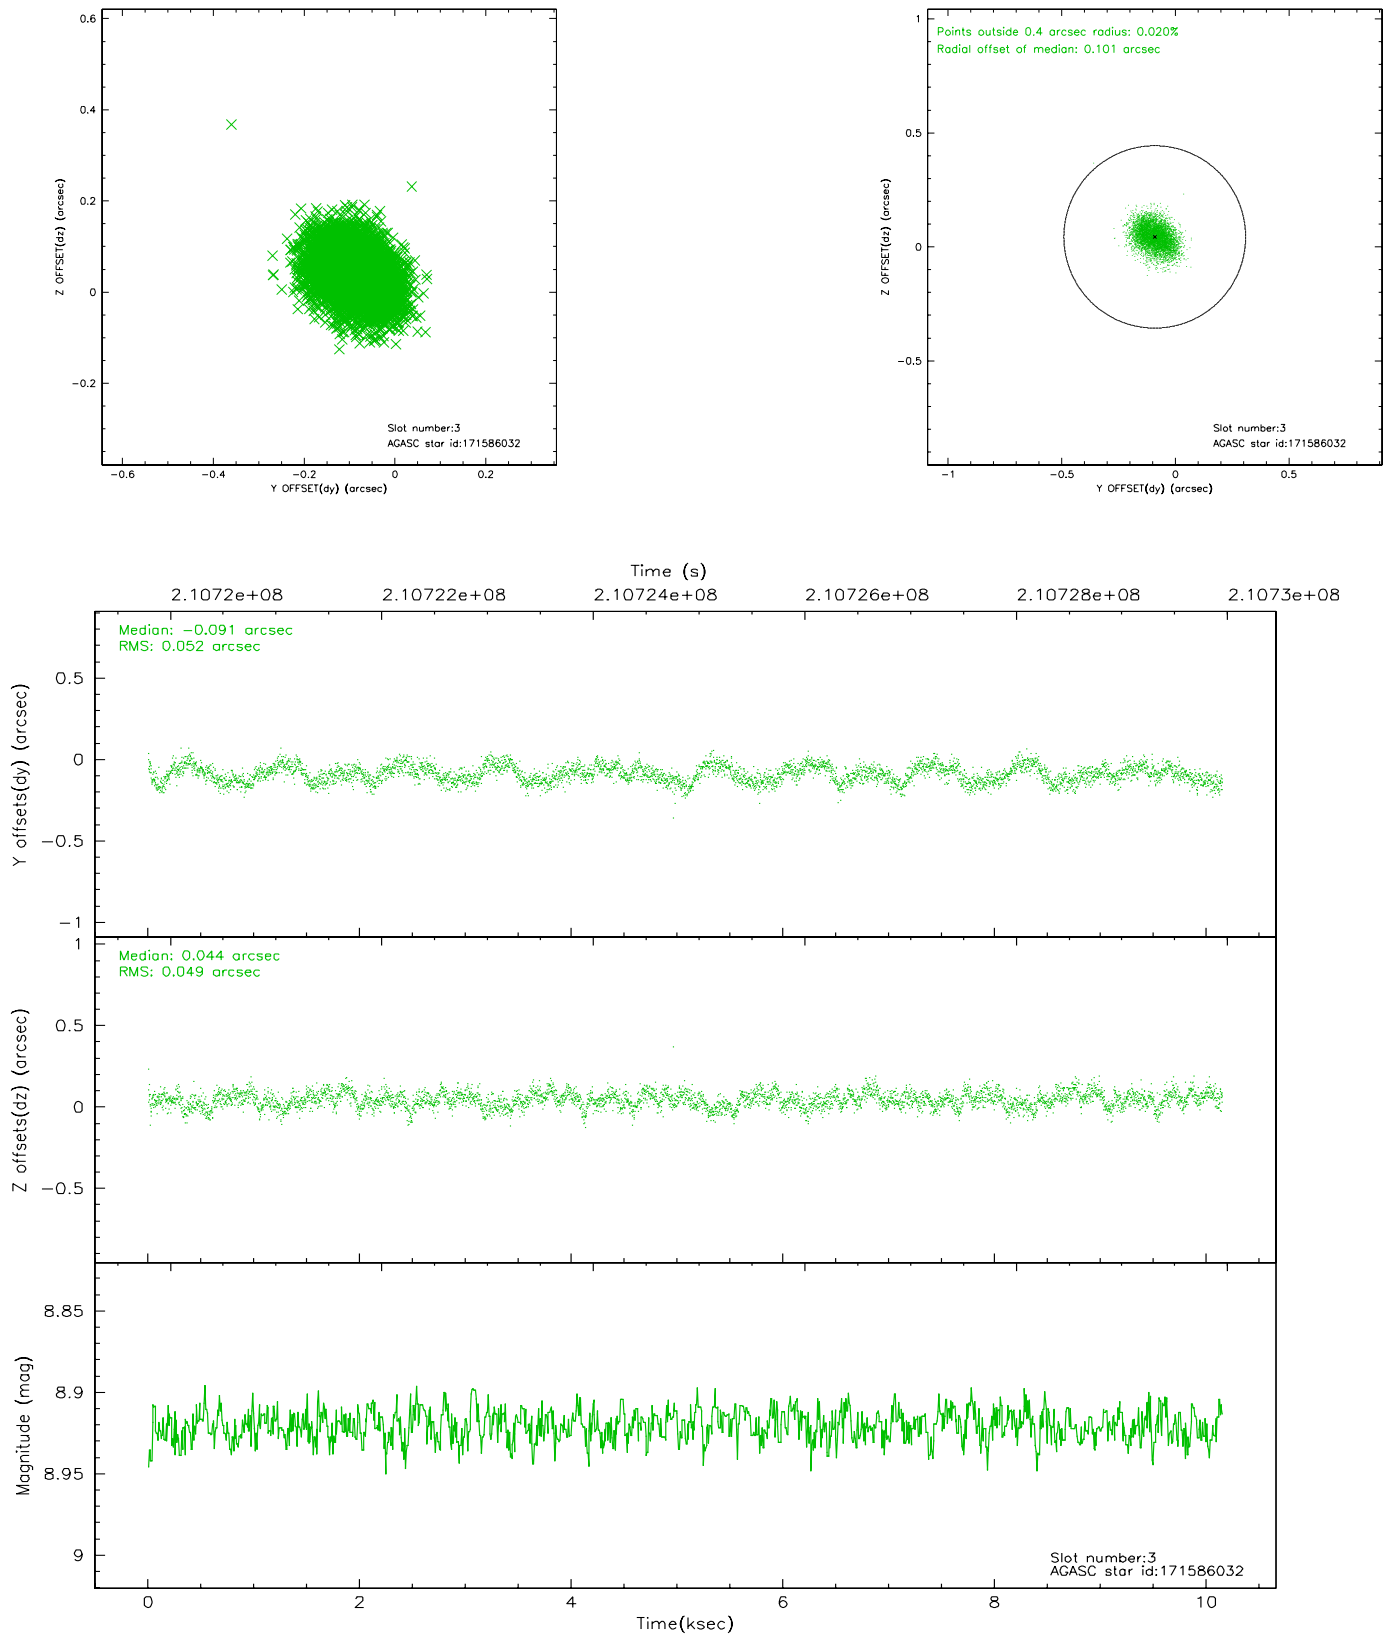 0.6
0.4
0.2
0
−0.2
Z OFFSET(dz) (arcsec)
Slot number:3
AGASC star id:171586032
−0.6 −0.4 −0.2 0 0.2
Y OFFSET(dy) (arcsec)
Points outside 0.4 arcsec radius: 0.020%
Radial offset of median: 0.101 arcsec
1
0.5
0
−0.5
Z OFFSET(dz) (arcsec)
Slot number:3
AGASC star id:171586032
−1 −0.5 0 0.5
Y OFFSET(dy) (arcsec)
Time (s)
2.1072e+08 2.10722e+08 2.10724e+08 2.10726e+08 2.10728e+08 2.1073e+08
Median: −0.091 arcsec
RMS: 0.052 arcsec
0.5
0
−0.5
−1
Y offsets(dy) (arcsec)
Median: 0.044 arcsec
RMS: 0.049 arcsec
1
0.5
0
−0.5
Z offsets(dz) (arcsec)
8.85
8.9
8.95
9
Magnitude (mag)
Slot number:3
AGASC star id:171586032
0 2 4 6 8 10
Time(ksec)